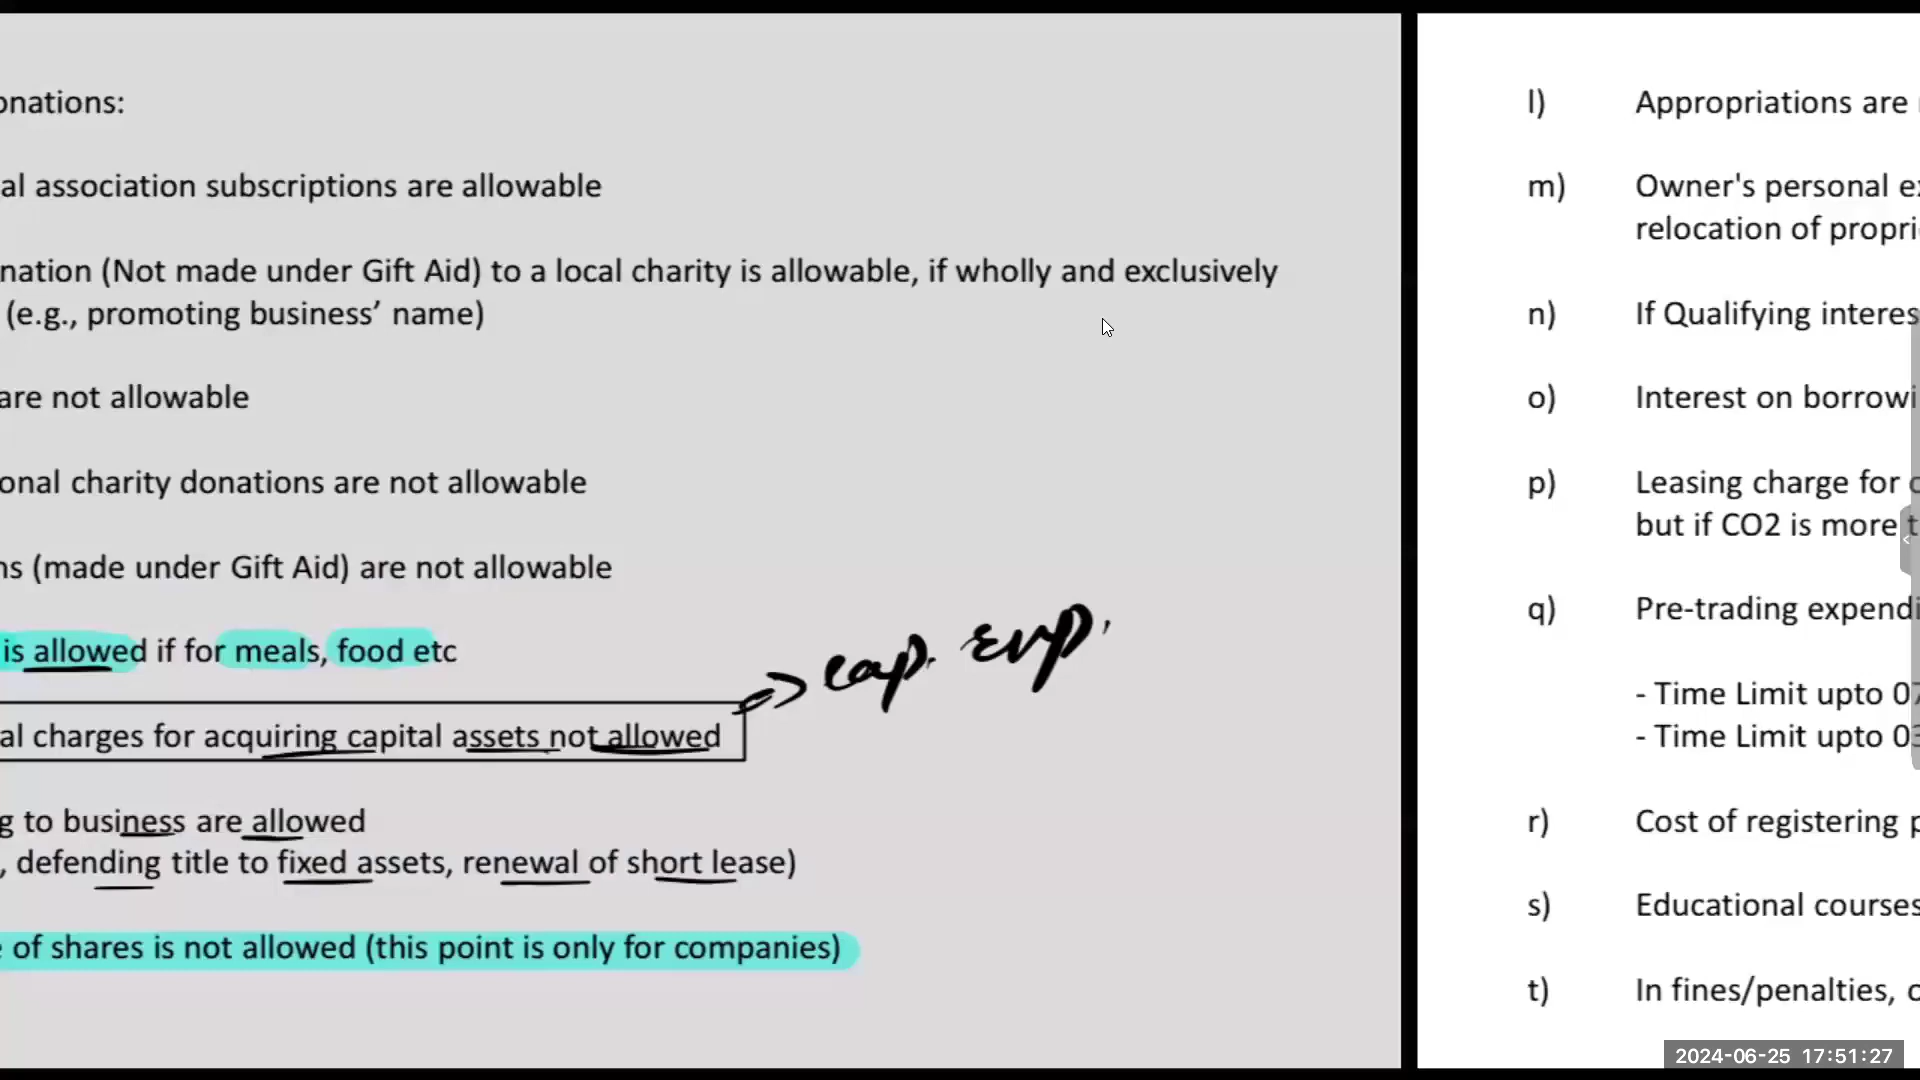 onations:
al association subscriptions are allowable
nation (Not made under Gift Aid) to a local charity is allowable, if wholly and exclusively
(e.g., promoting business’ name)
are not allowable
onal charity donations are not allowable
ns (made under Gift Aid) are not allowable
is allowed if for meals, food etc
cap. exp.
al charges for acquiring capital assets not allowed
g to business are allowed
, defending title to fixed assets, renewal of short lease)
e of shares is not allowed (this point is only for companies)
l) Appropriations are
m) Owner's personal ex
relocation of propri
n) If Qualifying interes
o) Interest on borrowi
p) Leasing charge for
but if CO2 is more t
q) Pre-trading expendi
- Time Limit upto 07
- Time Limit upto 03
r) Cost of registering p
s) Educational courses
t) In fines/penalties, o
2024-06-25 17:51:27